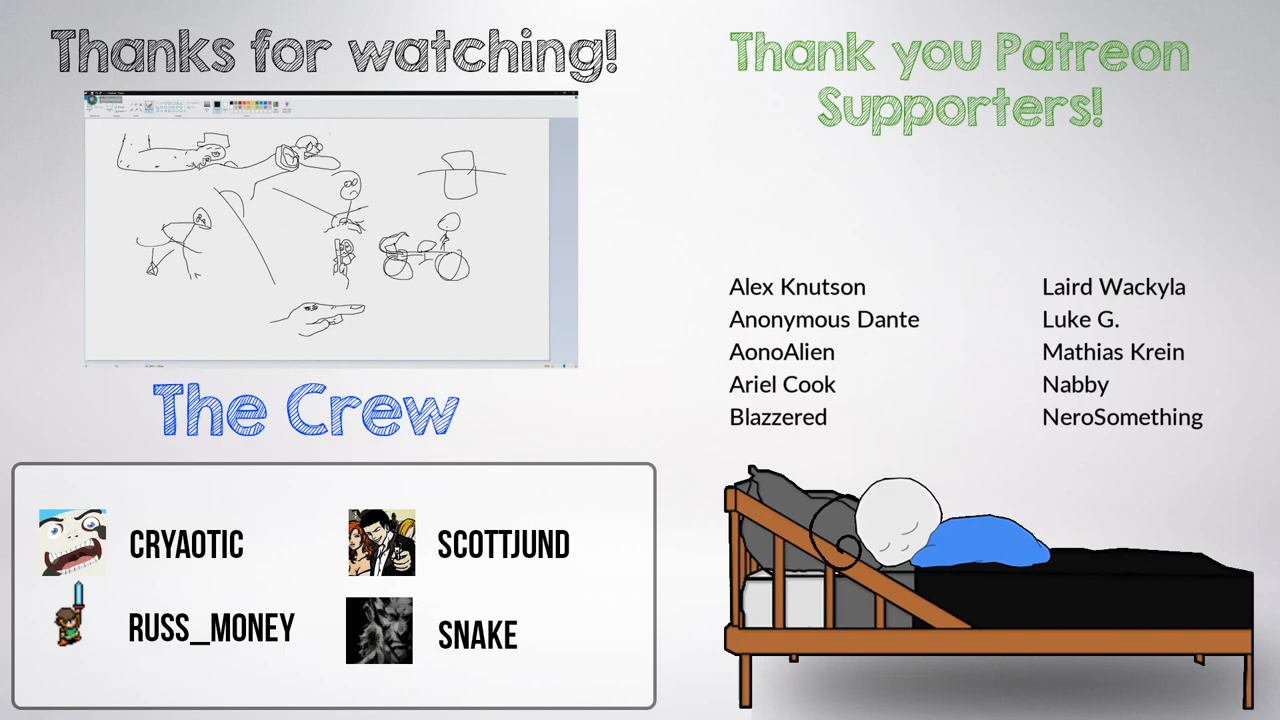 Thanks for watching!
The Crew
CRYAOTIC
SCOTTJUND
RUSS_MONEY
SNAKE
Thank you Patreon
Supporters!
Alex Knutson
Anonymous Dante
AonoAlien
Ariel Cook
Blazzered
Laird Wackyla
Luke G.
Mathias Krein
Nabby
NeroSomething